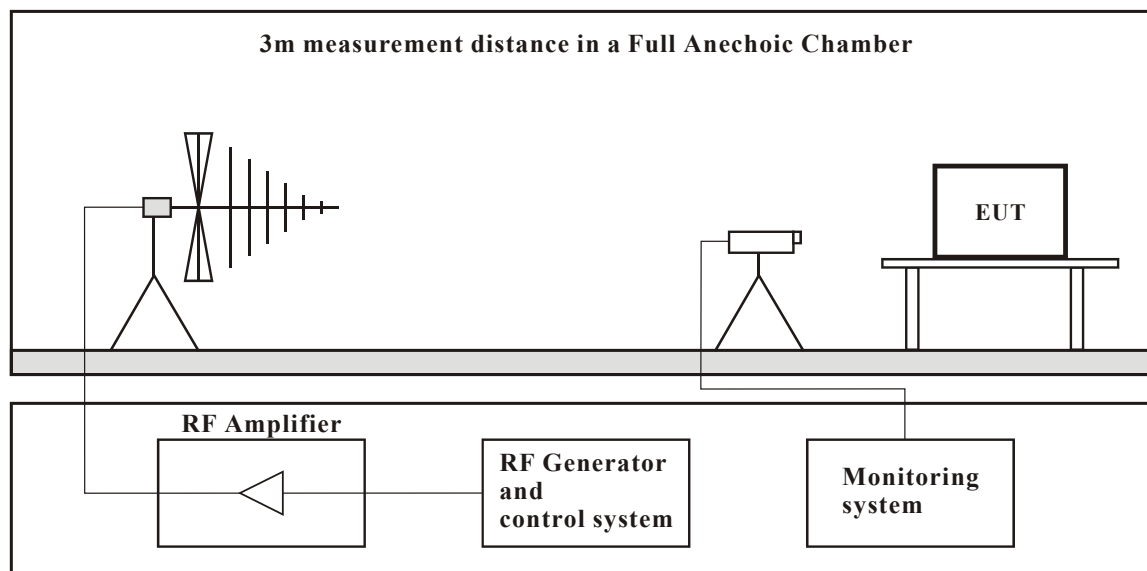 3m measurement distance in a Full Anechoic Chamber
EUT
RF Amplifier
RF Generator
and
control system
Monitoring
system